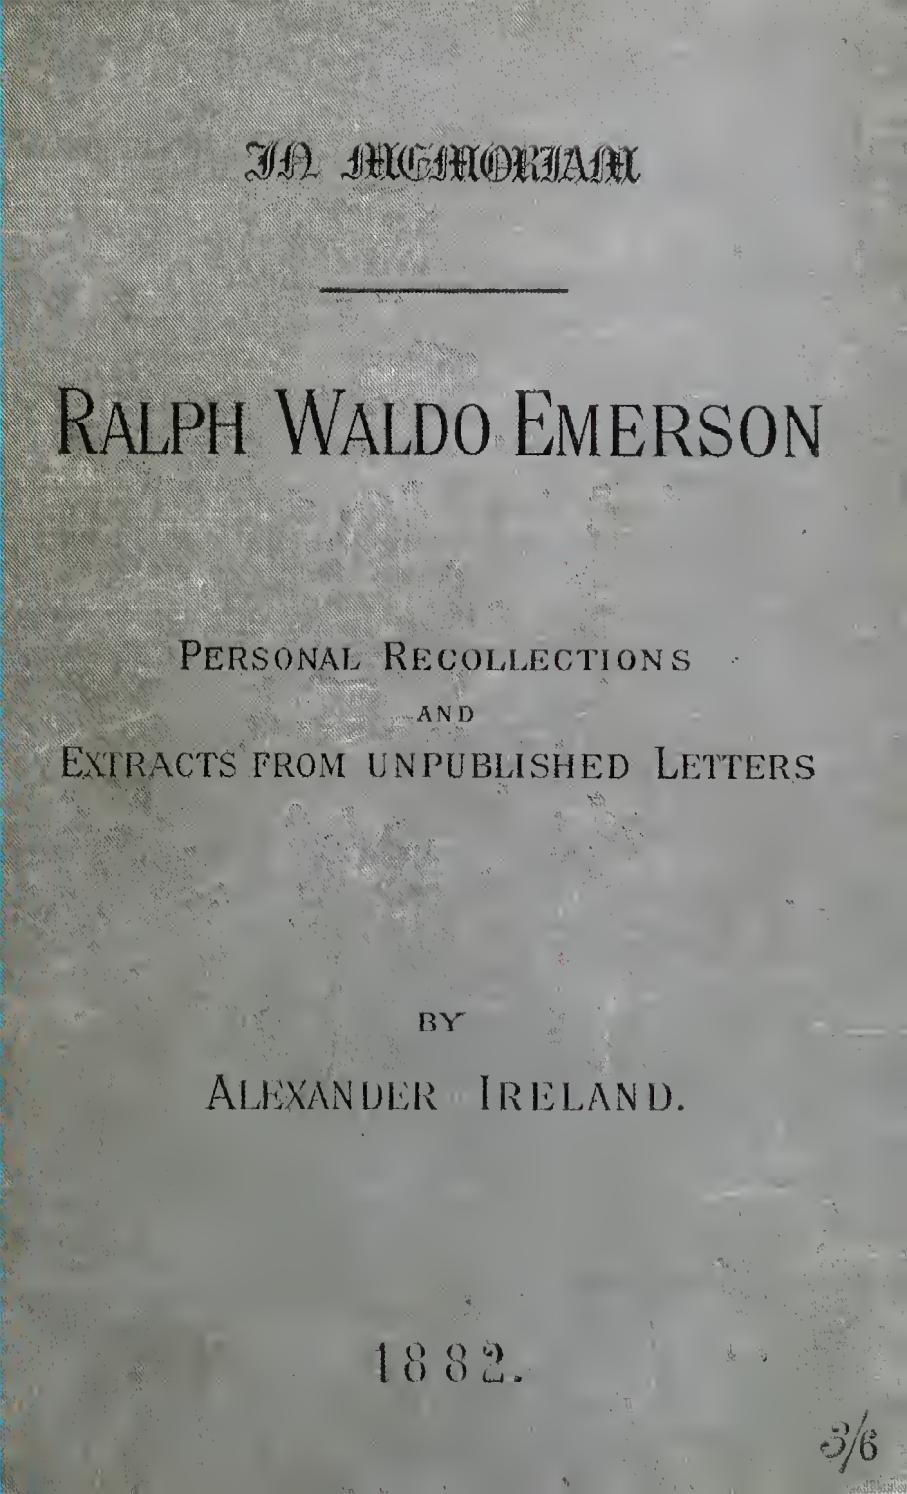 IN MEMORIAM
RALPH WALDO EMERSON
PERSONAL RECOLLECTIONS
AND
EXTRACTS FROM UNPUBLISHED LETTERS
BY
ALEXANDER IRELAND.
1882.
3/6